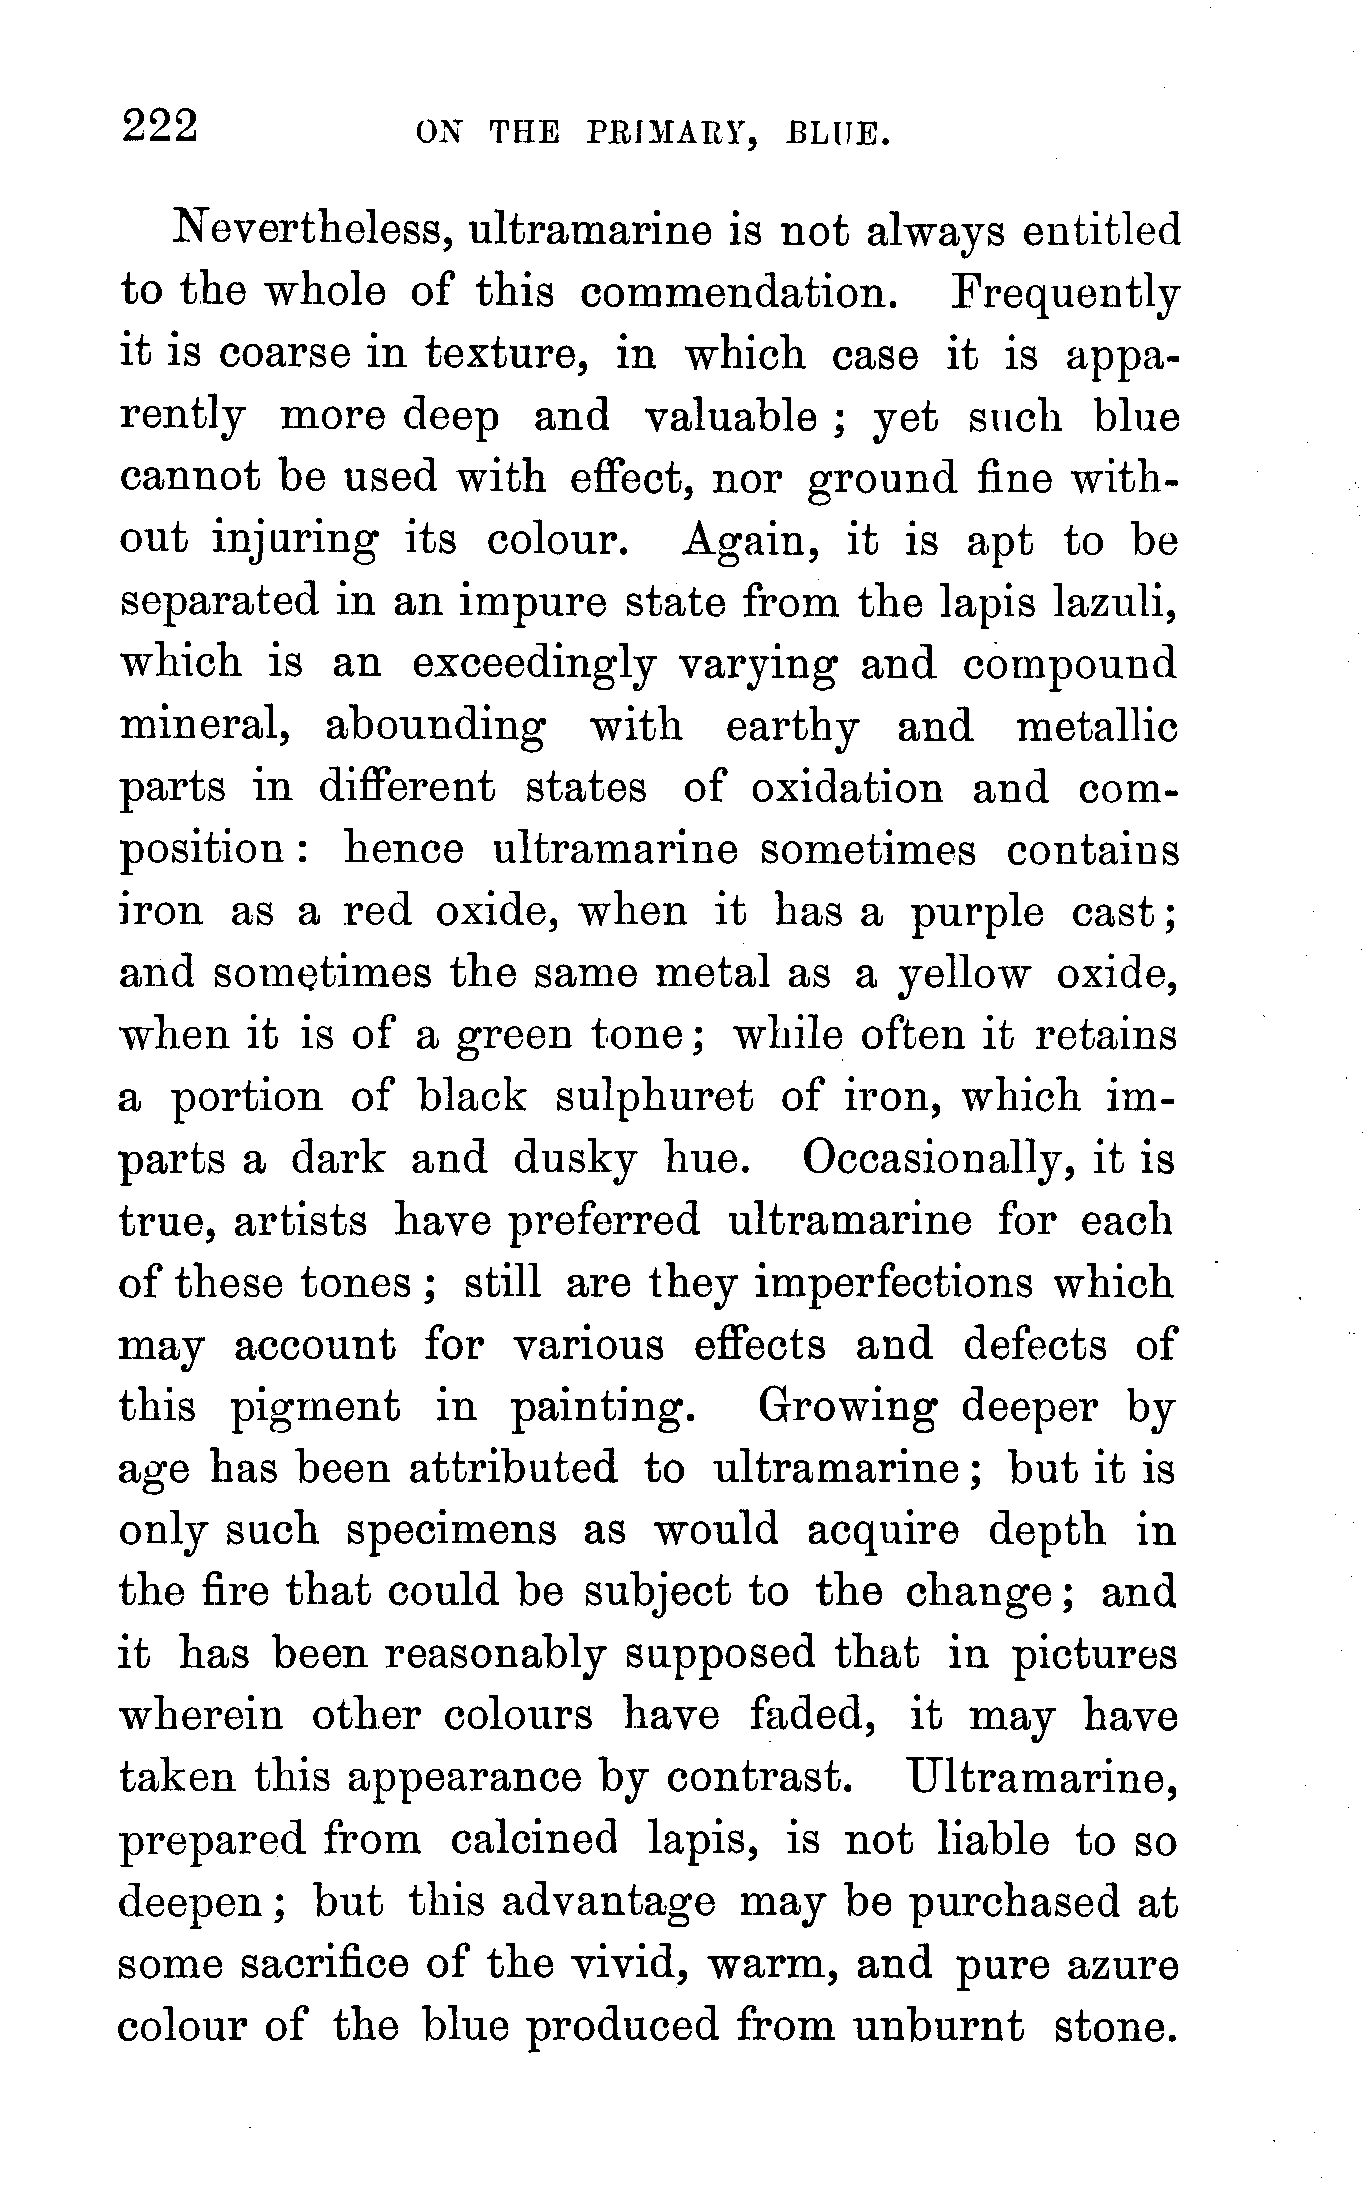 222 ON THE PRIMARY, BLUE.
Nevertheless, ultramarine is not always entitled
to the whole of this commendation. Frequently
it is coarse in texture, in which case it is appa-
rently more deep and valuable ; yet such blue
cannot be used with effect, nor ground fine with-
out injuring its colour. Again, it is apt to be
separated in an impure state from the lapis lazuli,
which is an exceedingly varying and compound
mineral, abounding with earthy and metallic
parts in different states of oxidation and com-
position : hence ultramarine sometimes contains
iron as a red oxide, when it has a purple cast ;
and sometimes the same metal as a yellow oxide,
when it is of a green tone ; while often it retains
a portion of black sulphuret of iron, which im-
parts a dark and dusky hue. Occasionally, it is
true, artists have preferred ultramarine for each
of these tones ; still are they imperfections which
may account for various effects and defects of
this pigment in painting. Growing deeper by
age has been attributed to ultramarine ; but it is
only such specimens as would acquire depth in
the fire that could be subject to the change ; and
it has been reasonably supposed that in pictures
wherein other colours have faded, it may have
taken this appearance by contrast. Ultramarine,
prepared from calcined lapis, is not liable to so
deepen ; but this advantage may be purchased at
some sacrifice of the vivid, warm, and pure azure
colour of the blue produced from unburnt stone.